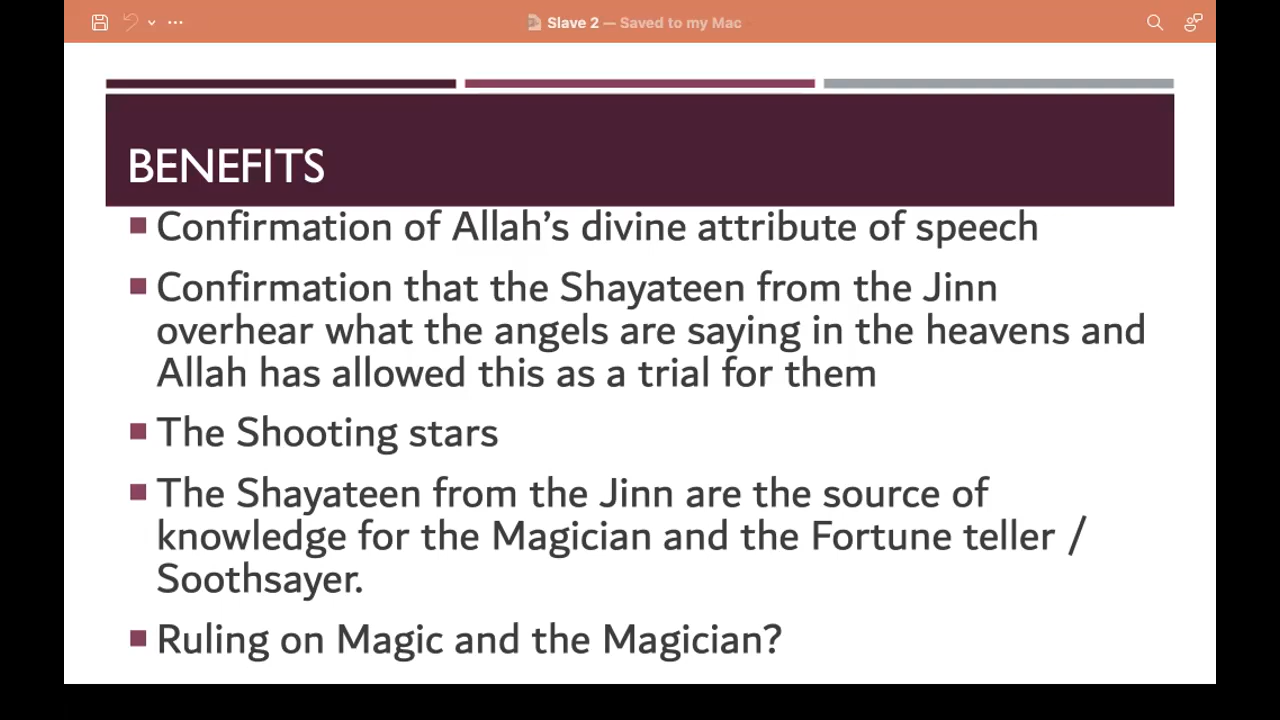 Slave 2 — Saved to my Mac
BENEFITS
Confirmation of Allah's divine attribute of speech
Confirmation that the Shayateen from the Jinn
overhear what the angels are saying in the heavens and
Allah has allowed this as a trial for them
The Shooting stars
The Shayateen from the Jinn are the source of
knowledge for the Magician and the Fortune teller /
Soothsayer.
Ruling on Magic and the Magician?